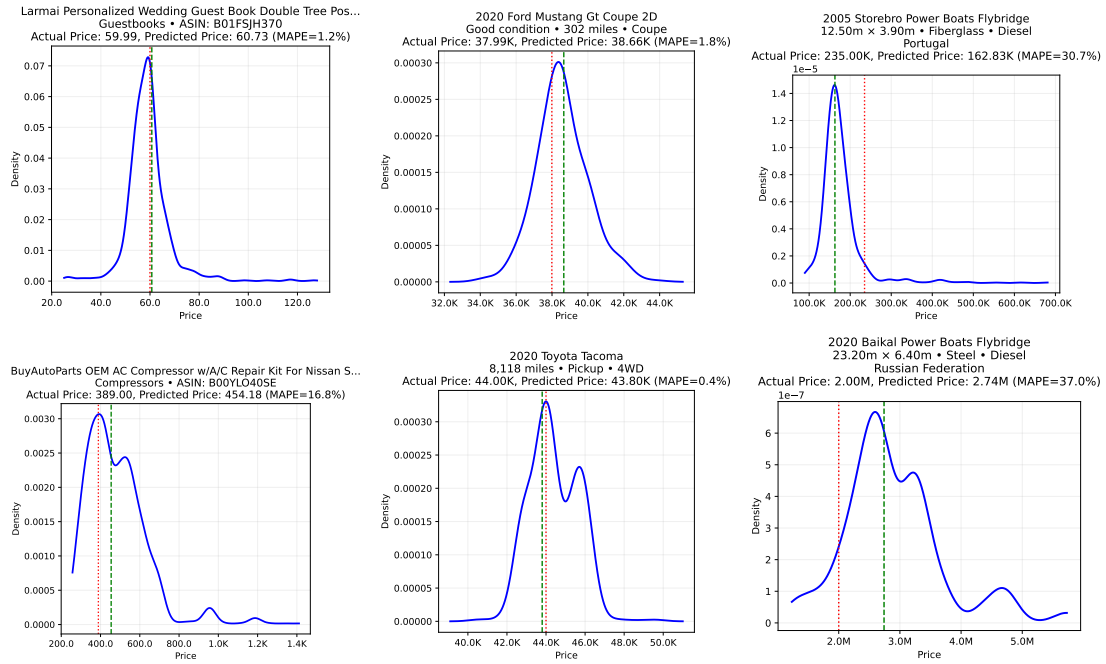 Larmai Personalized Wedding Guest Book Double Tree Pos...
Guestbooks • ASIN: B01FSJH370
Actual Price: 59.99, Predicted Price: 60.73 (MAPE=1.2%)
0.07
0.06
0.05
0.04
0.03
0.02
0.01
0.00
Density
20.0 40.0 60.0 80.0 100.0 120.0
Price
2020 Ford Mustang Gt Coupe 2D
Good condition • 302 miles • Coupe
Actual Price: 37.99K, Predicted Price: 38.66K (MAPE=1.8%)
0.00030
0.00025
0.00020
0.00015
0.00010
0.00005
0.00000
Density
32.0K 34.0K 36.0K 38.0K 40.0K 42.0K 44.0K
Price
2005 Storebro Power Boats Flybridge
12.50m × 3.90m • Fiberglass • Diesel
Portugal
Actual Price: 235.00K, Predicted Price: 162.83K (MAPE=30.7%)
1e−5
1.4
1.2
1.0
0.8
0.6
0.4
0.2
0.0
Density
100.0K 200.0K 300.0K 400.0K 500.0K 600.0K 700.0K
Price
BuyAutoParts OEM AC Compressor w/A/C Repair Kit For Nissan S...
Compressors • ASIN: B00YLO40SE
Actual Price: 389.00, Predicted Price: 454.18 (MAPE=16.8%)
0.0030
0.0025
0.0020
0.0015
0.0010
0.0005
0.0000
Density
200.0 400.0 600.0 800.0 1.0K 1.2K 1.4K
Price
2020 Toyota Tacoma
8,118 miles • Pickup • 4WD
Actual Price: 44.00K, Predicted Price: 43.80K (MAPE=0.4%)
0.00030
0.00025
0.00020
0.00015
0.00010
0.00005
0.00000
Density
40.0K 42.0K 44.0K 46.0K 48.0K 50.0K
Price
2020 Baikal Power Boats Flybridge
23.20m × 6.40m • Steel • Diesel
Russian Federation
Actual Price: 2.00M, Predicted Price: 2.74M (MAPE=37.0%)
1e−7
6
5
4
3
2
1
0
Density
2.0M 3.0M 4.0M 5.0M
Price